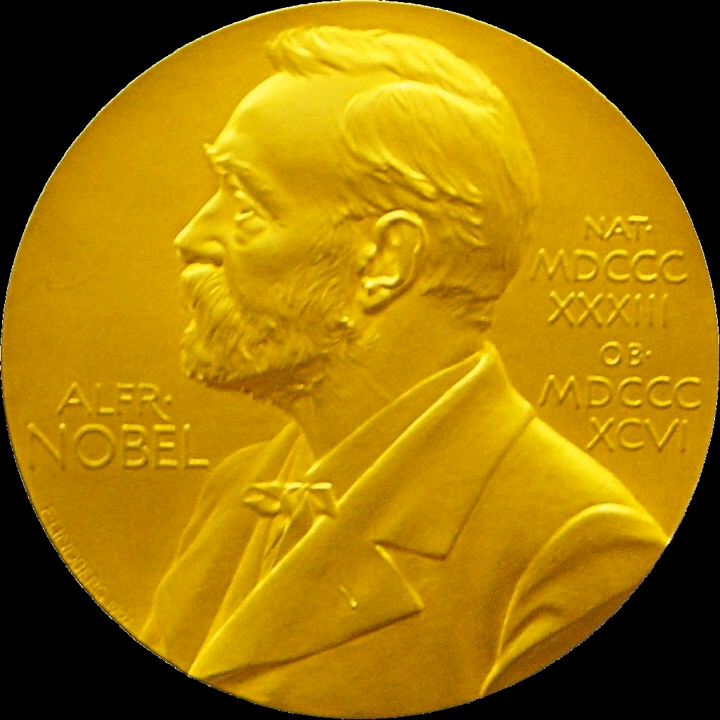 ALFR·
NOBEL
NAT·
MDCCC
XXXIII
OB·
MDCCC
XCVI